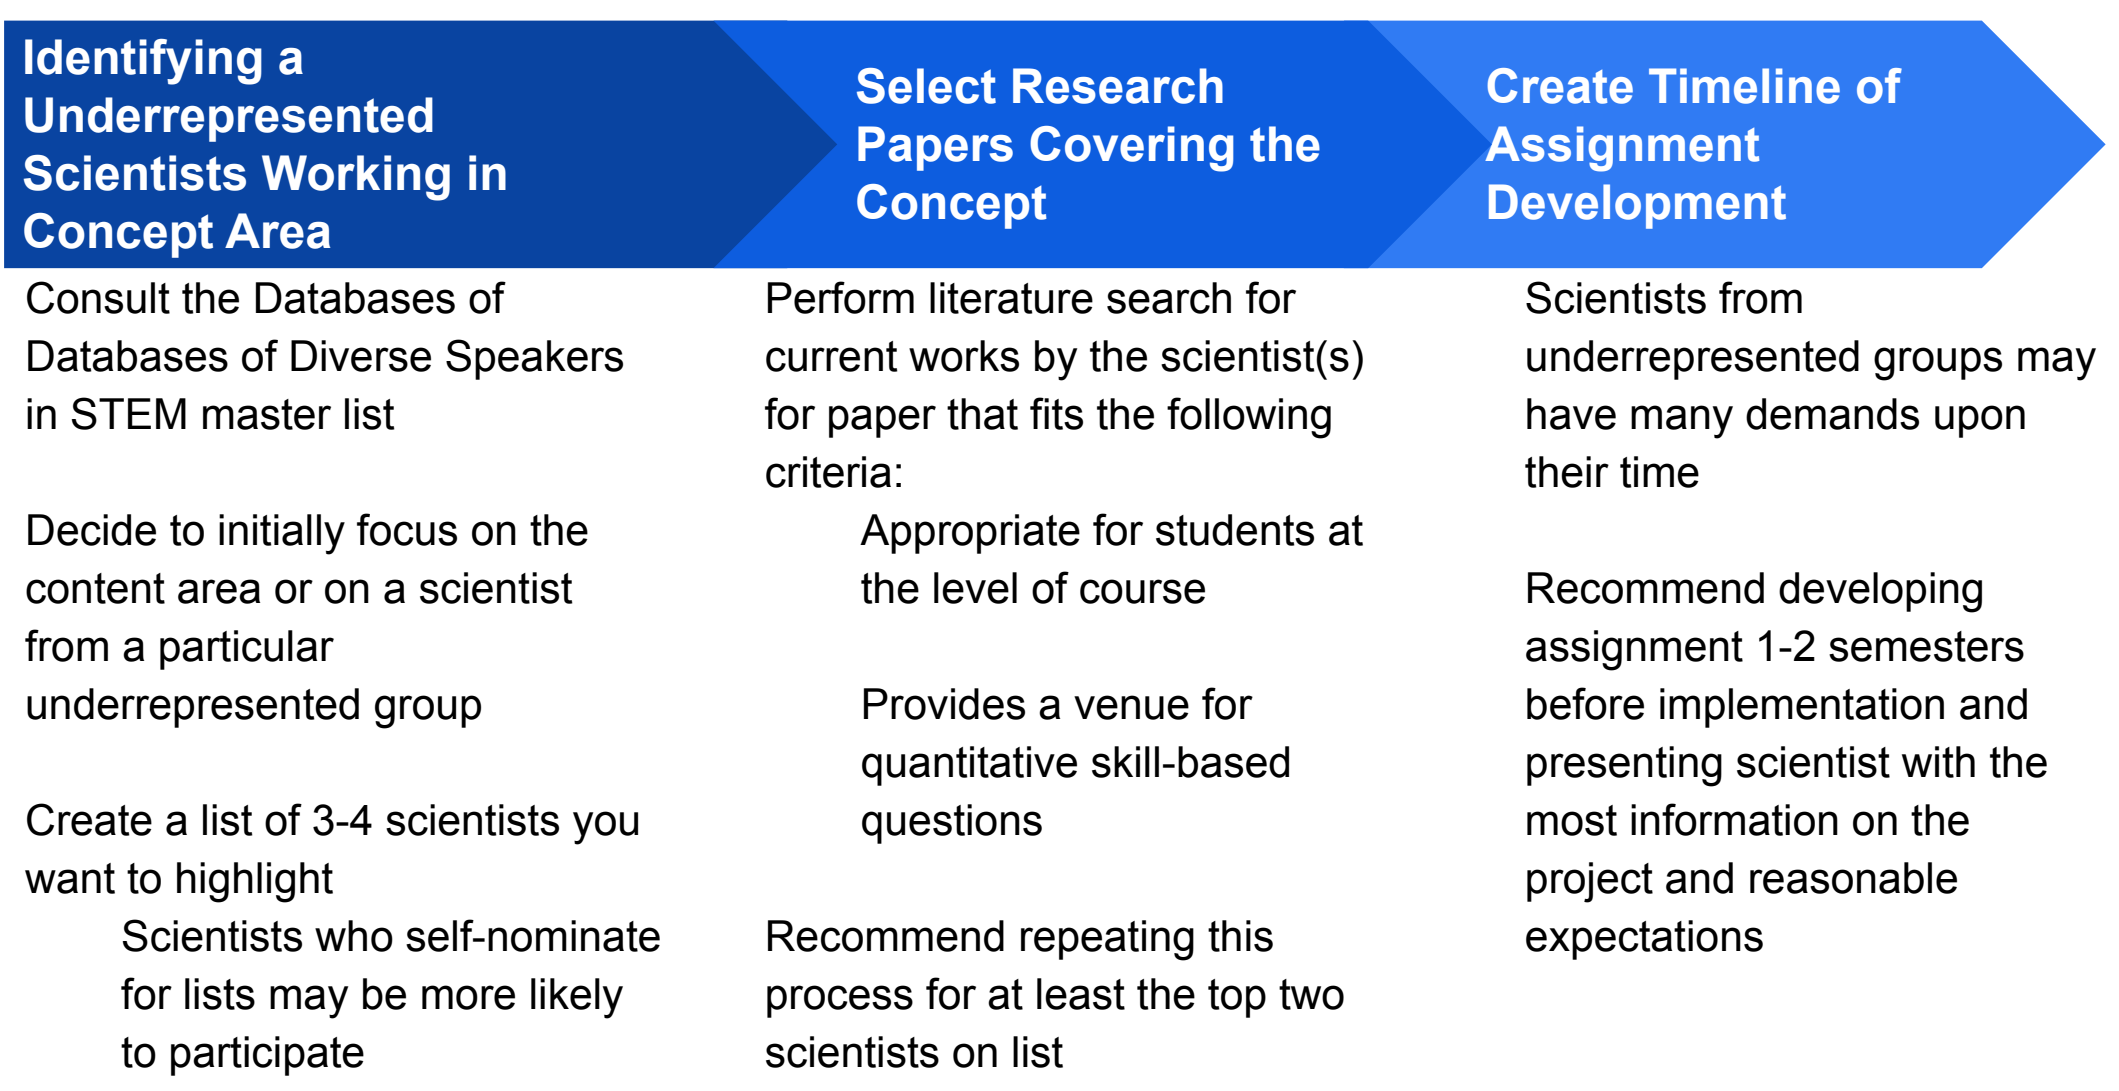 Identifying a
Underrepresented
Scientists Working in
Concept Area
Consult the Databases of
Databases of Diverse Speakers
in STEM master list
Decide to initially focus on the
content area or on a scientist
from a particular
underrepresented group
Create a list of 3-4 scientists you
want to highlight
Scientists who self-nominate
for lists may be more likely
to participate
Select Research
Papers Covering the
Concept
Perform literature search for
current works by the scientist(s)
for paper that fits the following
criteria:
Appropriate for students at
the level of course
Provides a venue for
quantitative skill-based
questions
Recommend repeating this
process for at least the top two
scientists on list
Create Timeline of
Assignment
Development
Scientists from
underrepresented groups may
have many demands upon
their time
Recommend developing
assignment 1-2 semesters
before implementation and
presenting scientist with the
most information on the
project and reasonable
expectations